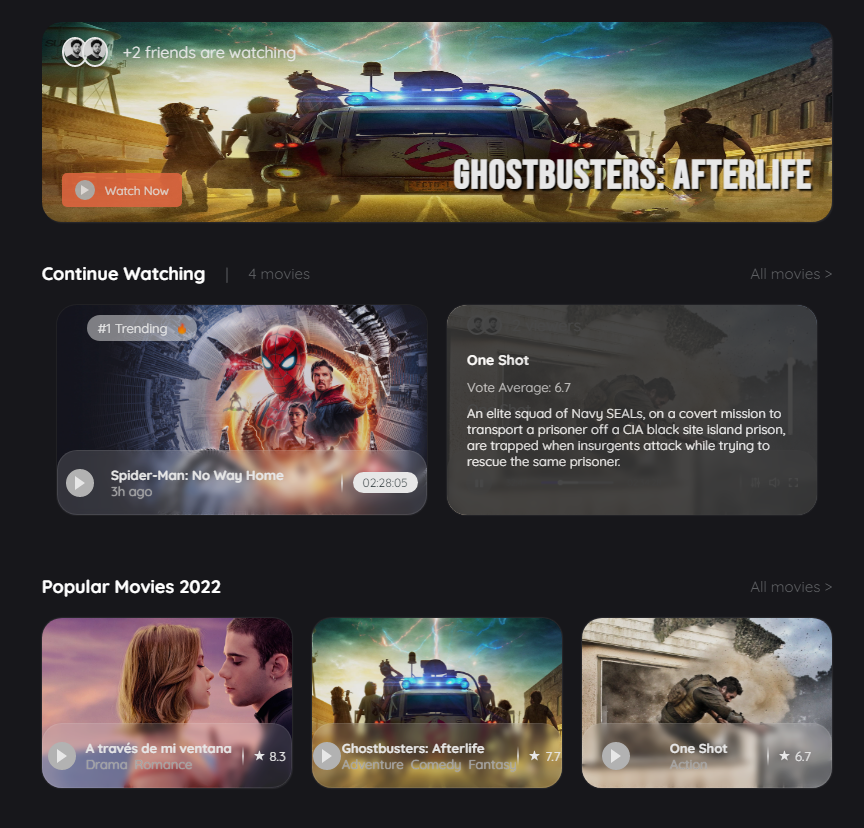 +2 friends are watching
GHOSTBUSTERS: AFTERLIFE
Watch Now
Continue Watching | 4 movies
All movies >
#1 Trending
Spider-Man: No Way Home
3h ago
02:28:05
One Shot
Vote Average: 6.7
An elite squad of Navy SEALs, on a covert mission to
transport a prisoner off a CIA black site island prison,
are trapped when insurgents attack while trying to
rescue the same prisoner.
Popular Movies 2022
All movies >
A través de mi ventana
Drama Romance
★ 8.3
Ghostbusters: Afterlife
Adventure Comedy Fantasy
★ 7.7
One Shot
Action
★ 6.7